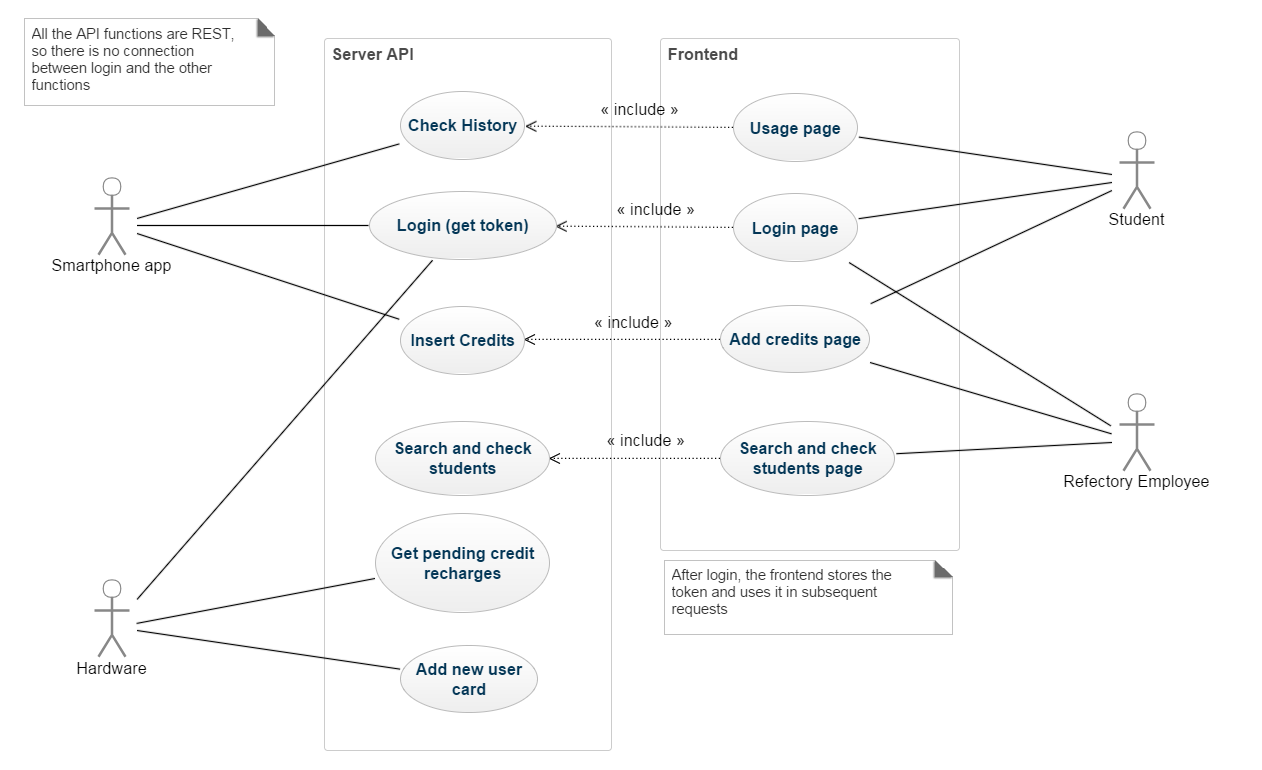 All the API functions are REST,
so there is no connection
between login and the other
functions
Server API
Frontend
« include »
Check History
Usage page
« include »
Login (get token)
Login page
Student
Smartphone app
« include »
Insert Credits
Add credits page
« include »
Search and check
students
Search and check
students page
Refectory Employee
Get pending credit
recharges
After login, the frontend stores the
token and uses it in subsequent
requests
Hardware
Add new user
card